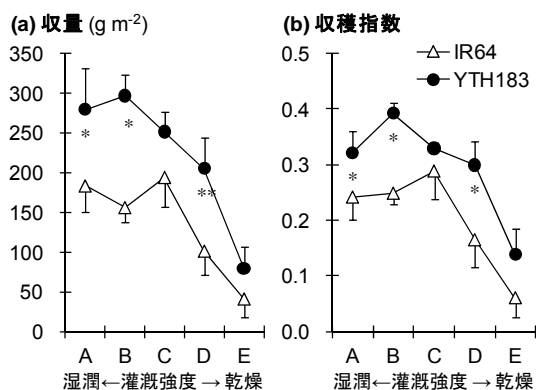 (a) 収量 (g m-2)
350
300
250
200
150
100
50
0
*
*
**
A B C D E
湿潤←灌漑強度 → 乾燥
(b) 収穫指数
IR64
YTH183
0.5
0.4
0.3
0.2
0.1
0.0
*
*
*
A B C D E
湿潤←灌漑強度 → 乾燥